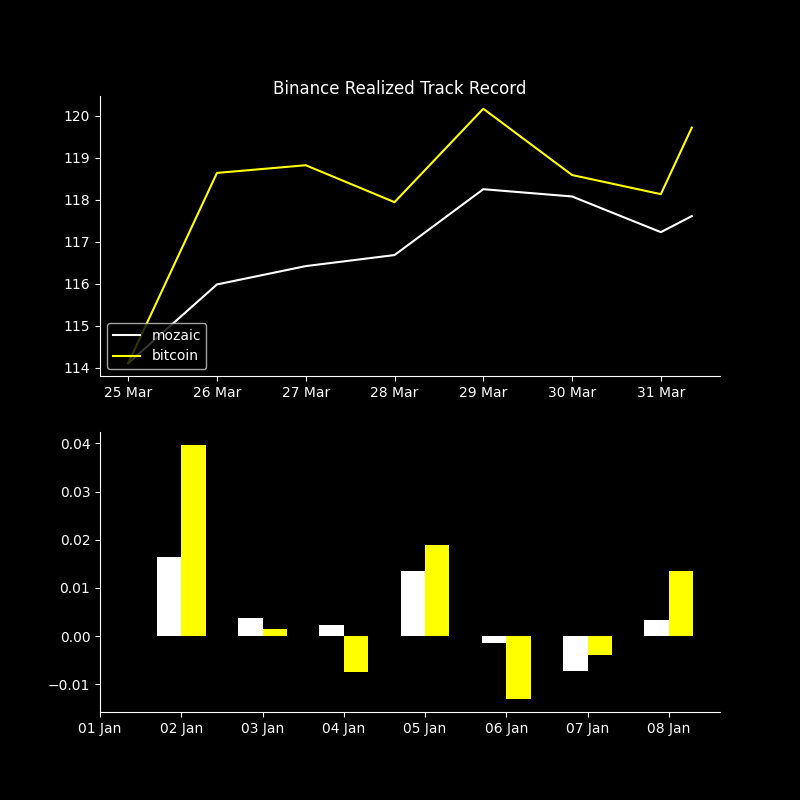 Binance Realized Track Record
120
119
118
117
116
115
114
mozaic
bitcoin
25 Mar 26 Mar 27 Mar 28 Mar 29 Mar 30 Mar 31 Mar
0.04
0.03
0.02
0.01
0.00
−0.01
01 Jan 02 Jan 03 Jan 04 Jan 05 Jan 06 Jan 07 Jan 08 Jan